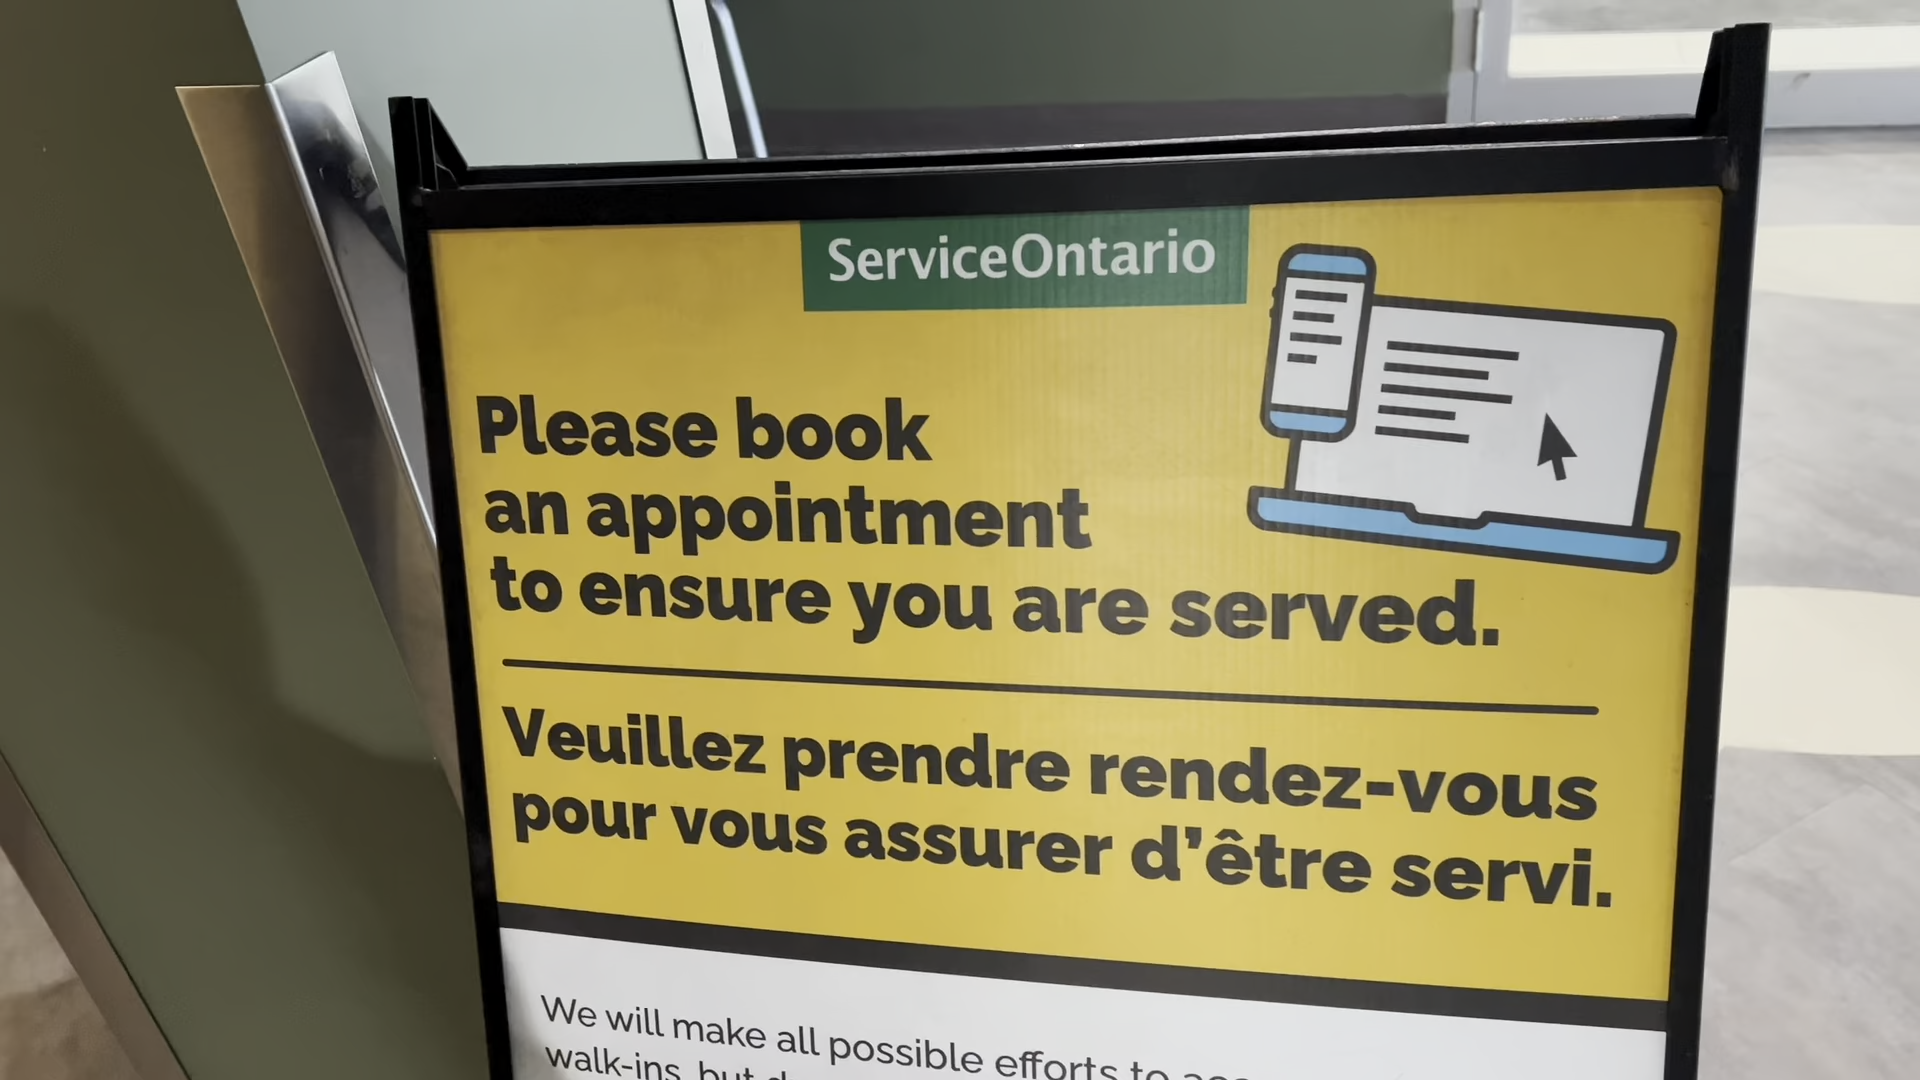 ServiceOntario
Please book
an appointment
to ensure you are served.
Veuillez prendre rendez-vous
pour vous assurer d'être servi.
We will make all possible efforts to
walk-ins, but